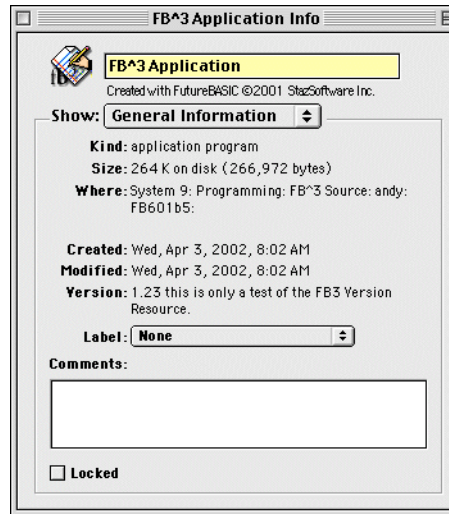 FB^3 Application Info
FB^3 Application
Created with FutureBASIC ©2001 StazSoftware Inc.
Show: General Information
Kind: application program
Size: 264 K on disk (266,972 bytes)
Where: System 9: Programming: FB^3 Source: andy:
FB601b5:
Created: Wed, Apr 3, 2002, 8:02 AM
Modified: Wed, Apr 3, 2002, 8:02 AM
Version: 1.23 this is only a test of the FB3 Version
Resource.
Label: None
Comments:
Locked